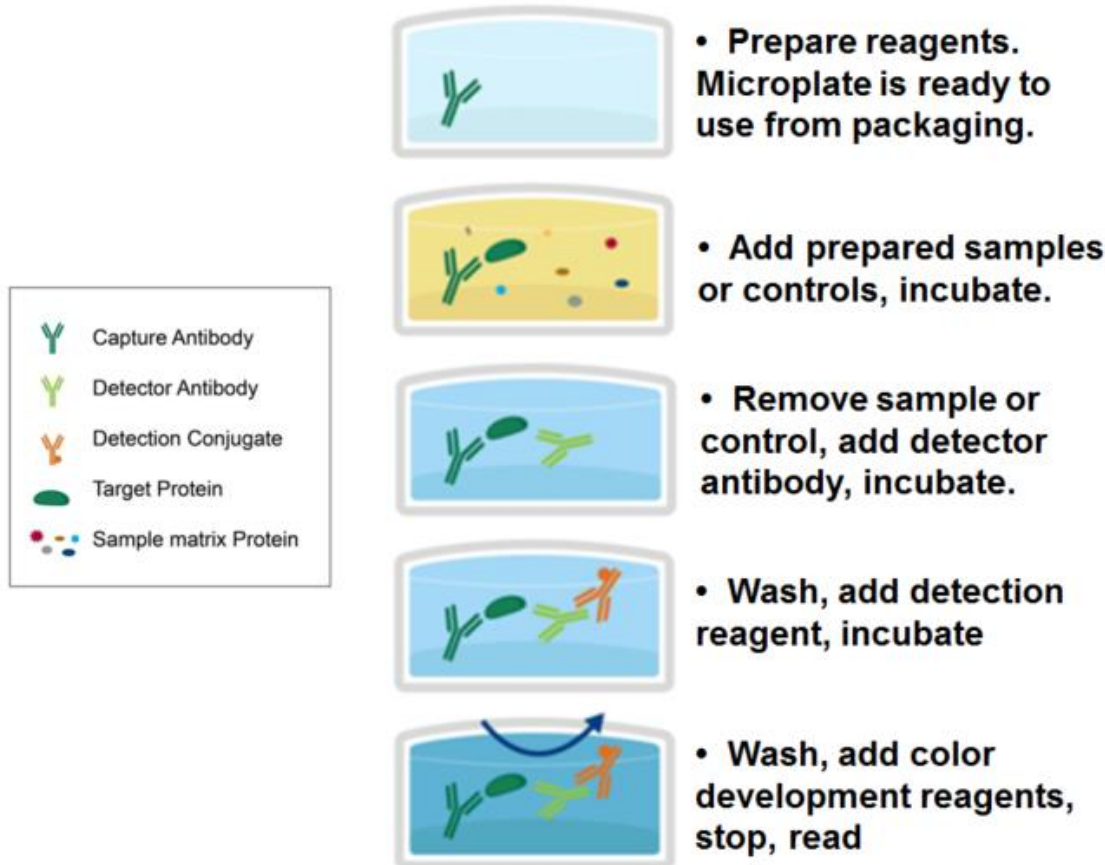 • Prepare reagents.
Microplate is ready to
use from packaging.
• Add prepared samples
or controls, incubate.
Capture Antibody
Detector Antibody
Detection Conjugate
Target Protein
Sample matrix Protein
• Remove sample or
control, add detector
antibody, incubate.
• Wash, add detection
reagent, incubate
• Wash, add color
development reagents,
stop, read